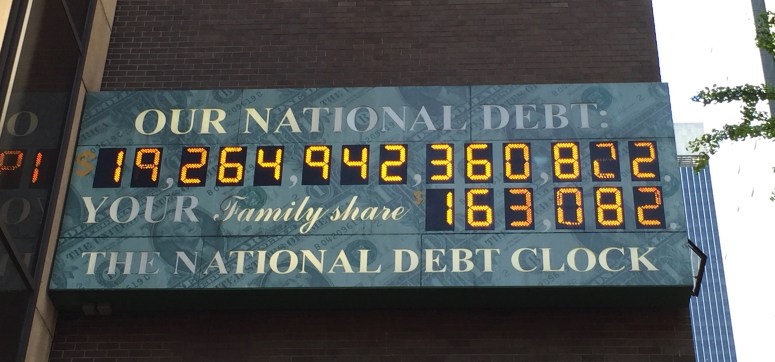 OUR NATIONAL DEBT:
$19,264,942,360,822.
YOUR Family share $163,082
THE NATIONAL DEBT CLOCK